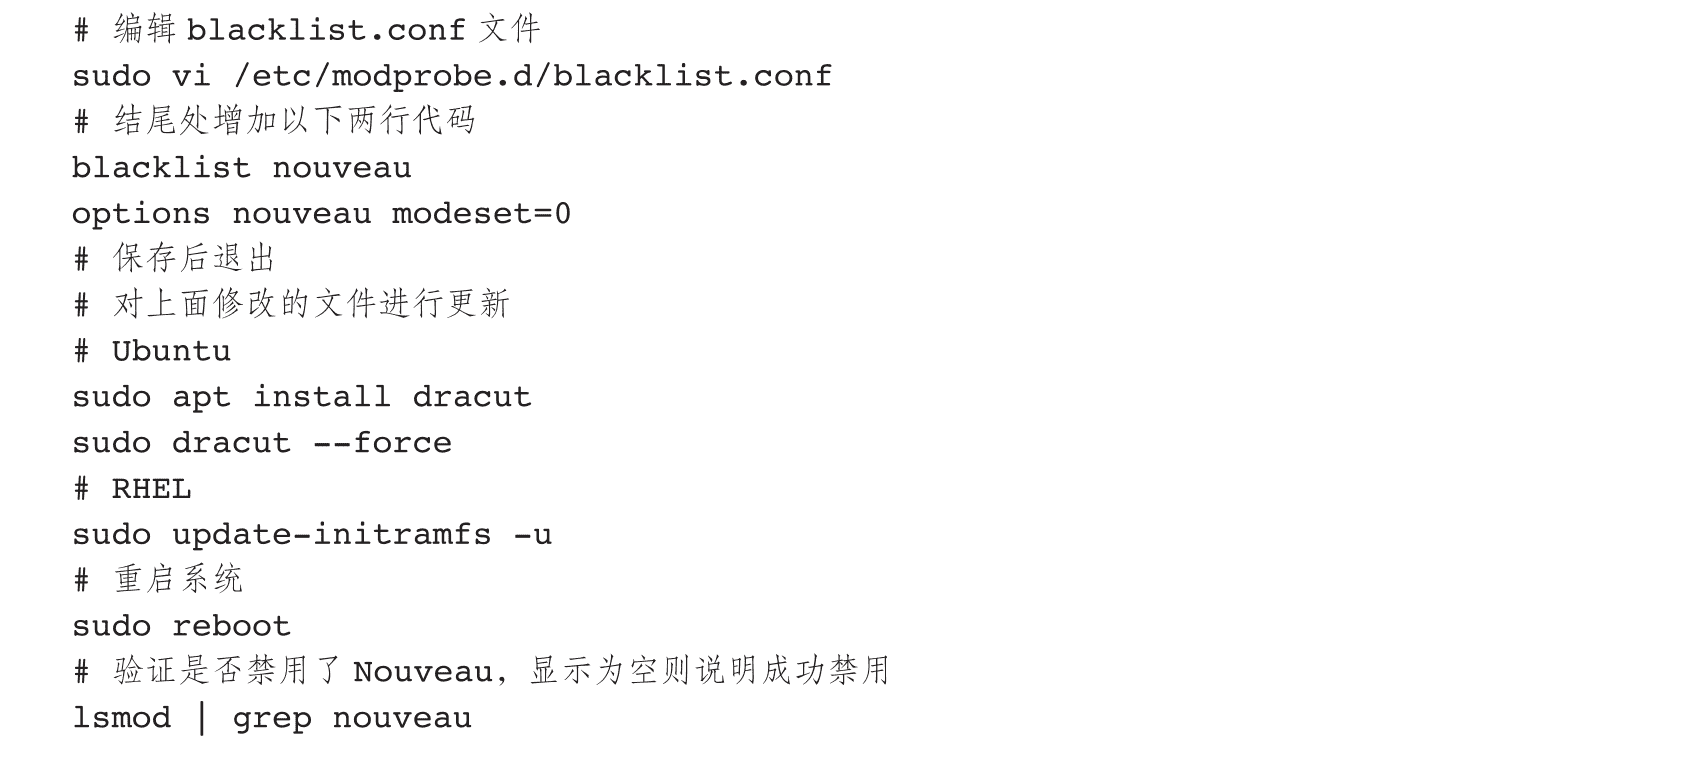 # 编辑 blacklist.conf 文件
sudo vi /etc/modprobe.d/blacklist.conf
# 结尾处增加以下两行代码
blacklist nouveau
options nouveau modeset=0
# 保存后退出
# 对上面修改的文件进行更新
# Ubuntu
sudo apt install dracut
sudo dracut --force
# RHEL
sudo update-initramfs -u
# 重启系统
sudo reboot
# 验证是否禁用了 Nouveau，显示为空则说明成功禁用
lsmod | grep nouveau